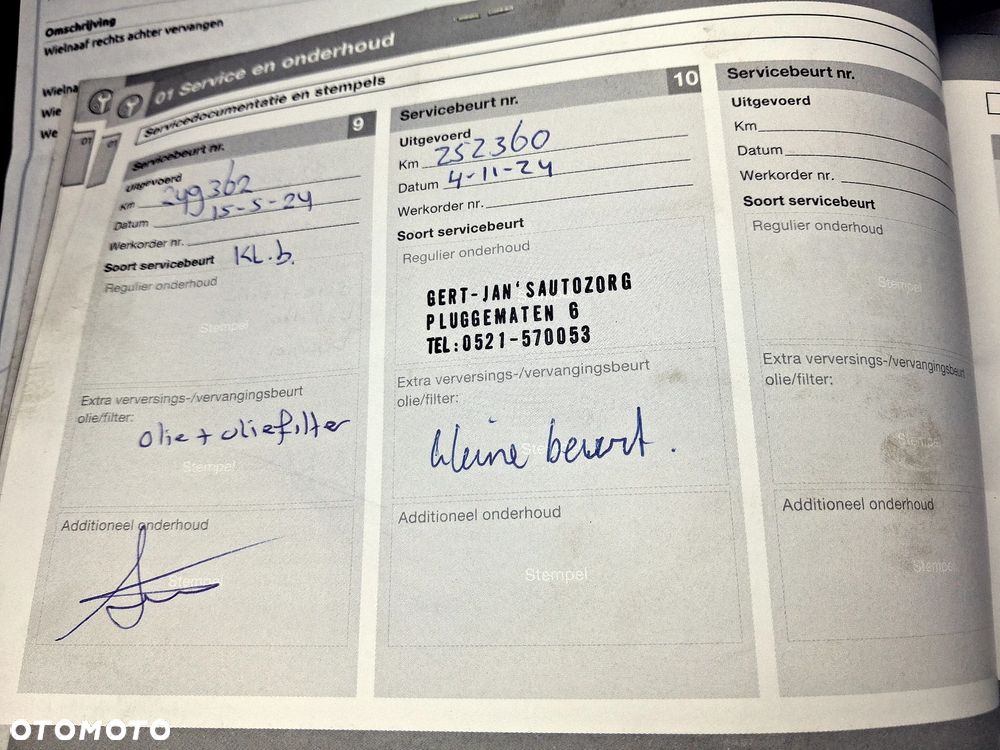 Omschrijving
Wielnaaf rechts achter vervangen
Wielna
Wie
We
01 Service en onderhoud
Servicedocumentatie en stempels
01
01
Servicebeurt nr. 9
Uitgevoerd
Km 249362
Datum 15-5-24
Werkorder nr.
Soort servicebeurt KL.b.
Regulier onderhoud
Stempel
Extra verversings-/vervangingsbeurt
olie/filter:
olie + oliefilter
Stempel
Additioneel onderhoud
Stempel
Servicebeurt nr. 10
Uitgevoerd
Km 252360
Datum 4-11-24
Werkorder nr.
Soort servicebeurt
Regulier onderhoud
GERT-JAN'SAUTOZORG
PLUGGEMATEN 6
TEL:0521-570053
Extra verversings-/vervangingsbeurt
olie/filter:
kleine beurt.
Additioneel onderhoud
Stempel
Servicebeurt nr.
Uitgevoerd
Km
Datum
Werkorder nr.
Soort servicebeurt
Regulier onderhoud
Stempel
Extra verversings-/vervangingsbeurt
olie/filter:
Stempel
Additioneel onderhoud
Stempel
OTOMOTO